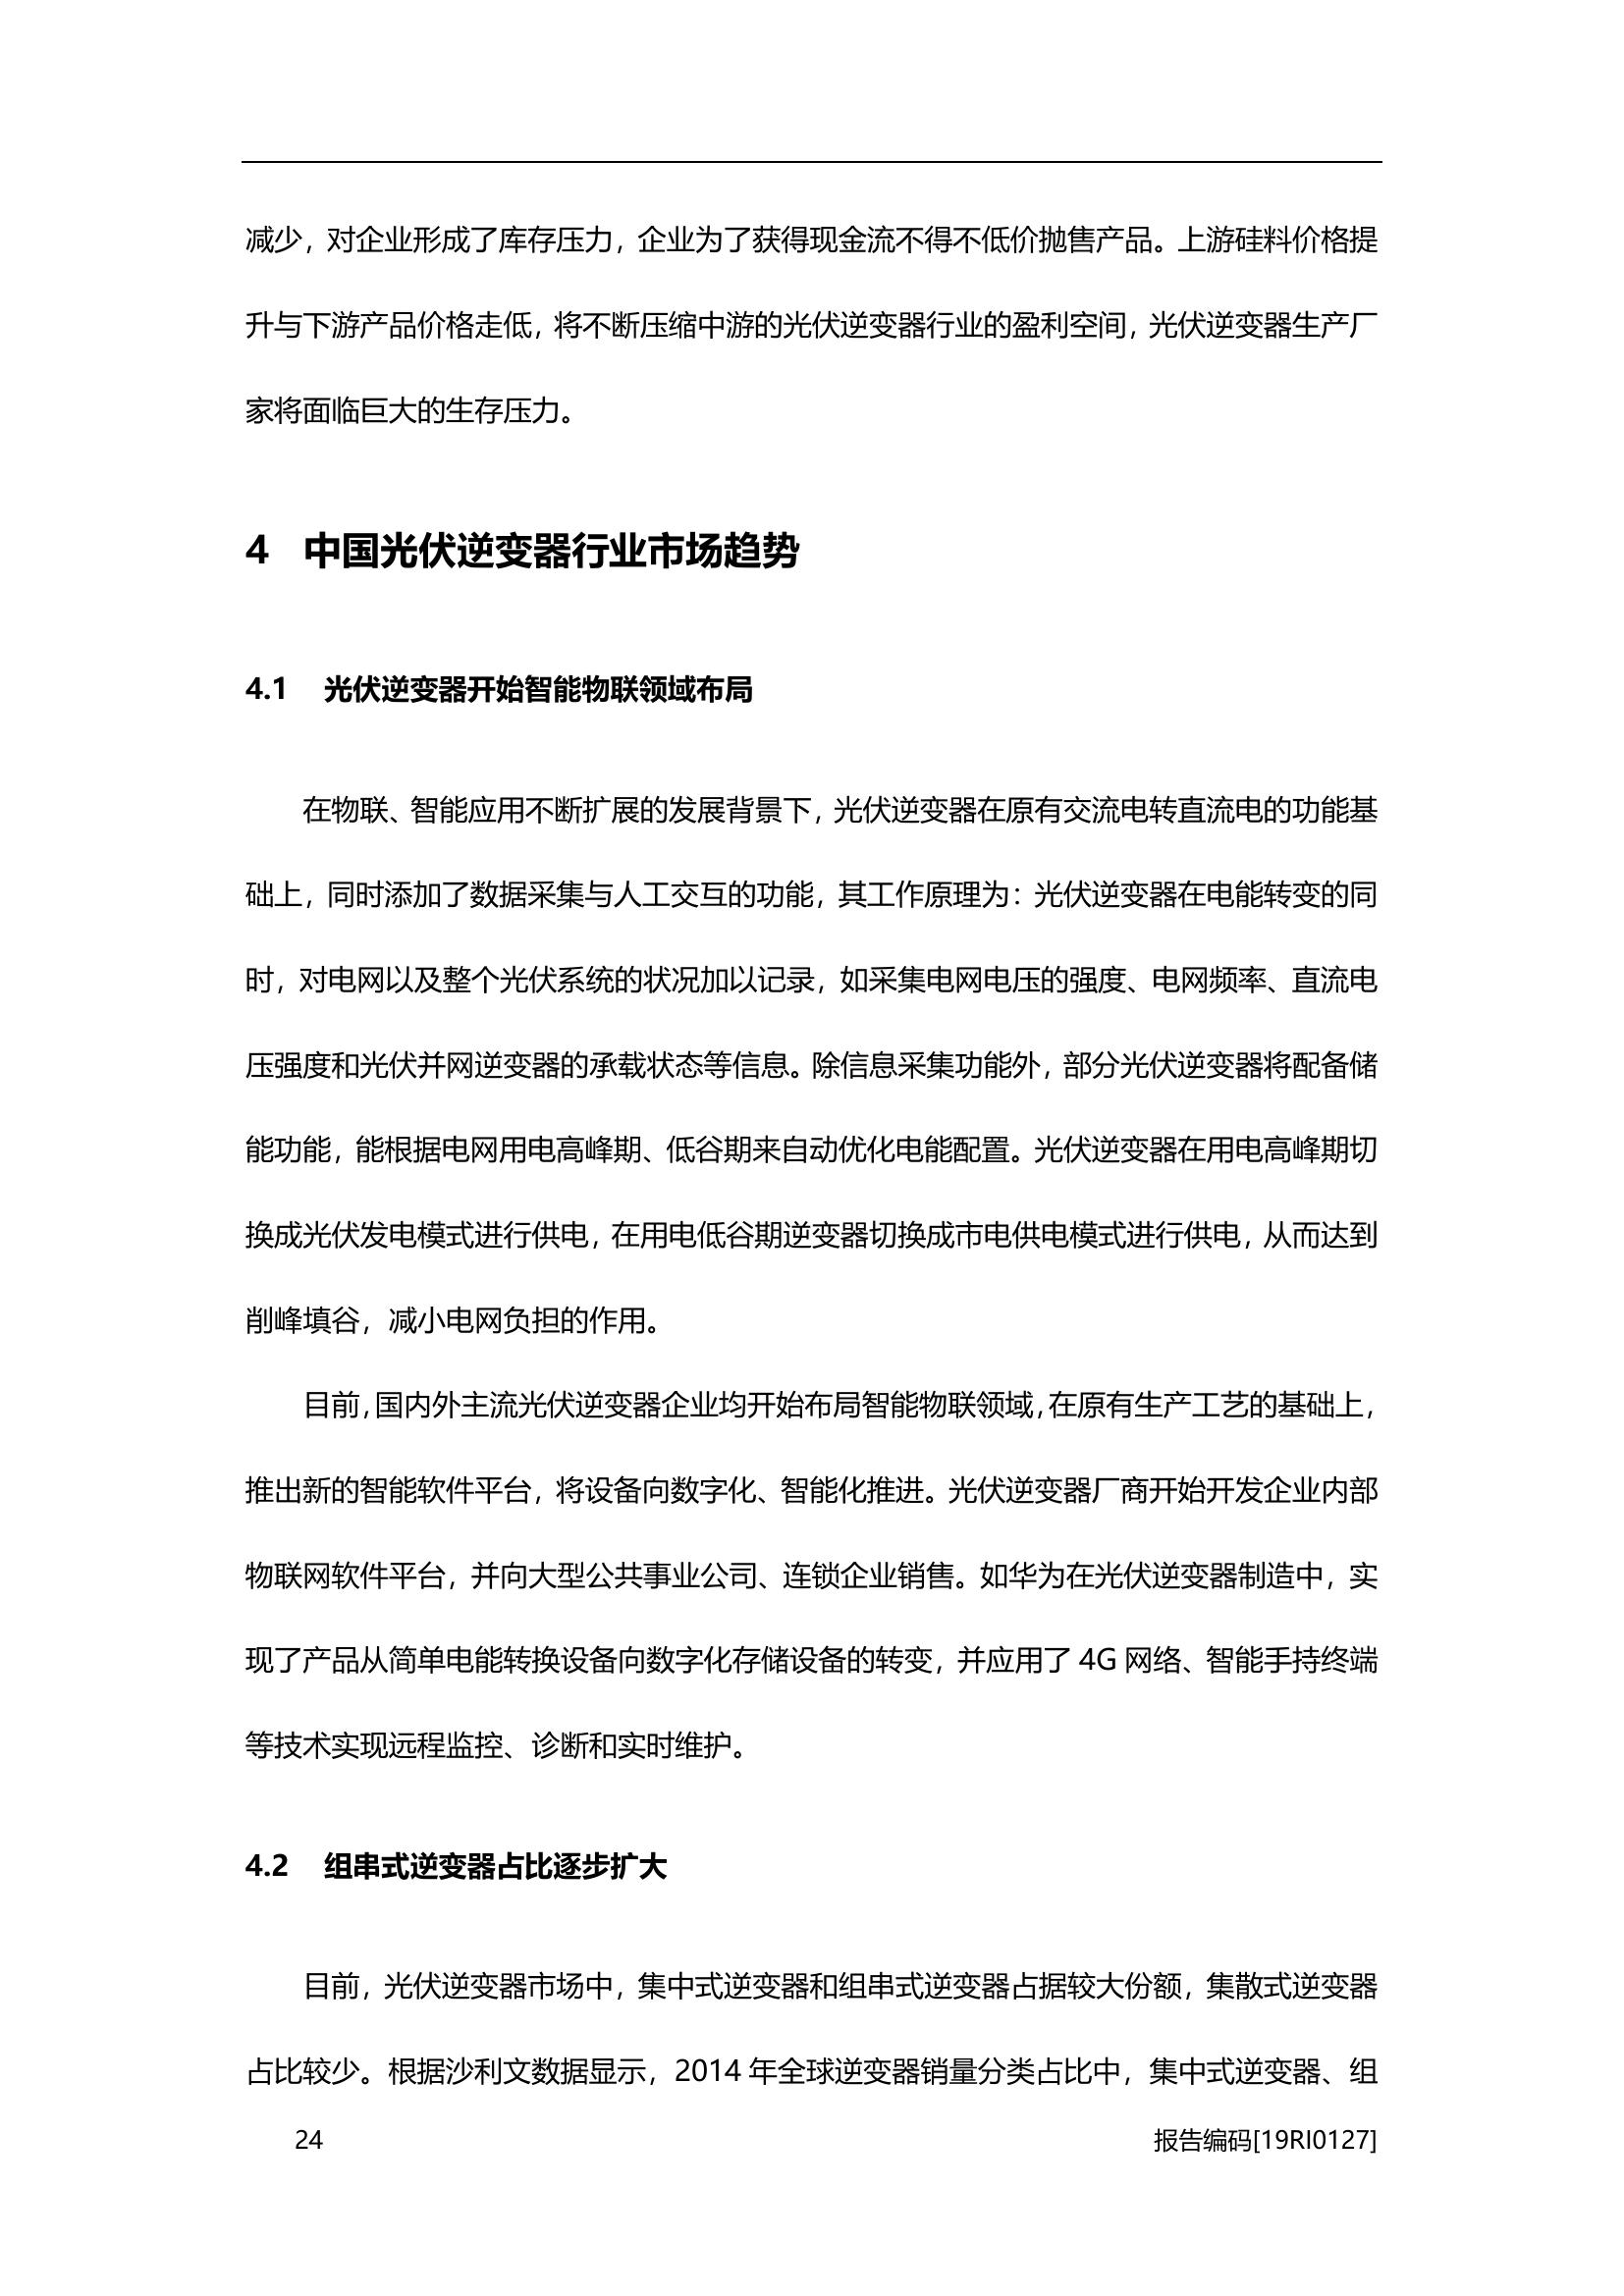 减少，对企业形成了库存压力，企业为了获得现金流不得不低价抛售产品。上游硅料价格提
升与下游产品价格走低，将不断压缩中游的光伏逆变器行业的盈利空间，光伏逆变器生产厂
家将面临巨大的生存压力。
4 中国光伏逆变器行业市场趋势
4.1 光伏逆变器开始智能物联领域布局
在物联、智能应用不断扩展的发展背景下，光伏逆变器在原有交流电转直流电的功能基
础上，同时添加了数据采集与人工交互的功能，其工作原理为：光伏逆变器在电能转变的同
时，对电网以及整个光伏系统的状况加以记录，如采集电网电压的强度、电网频率、直流电
压强度和光伏并网逆变器的承载状态等信息。除信息采集功能外，部分光伏逆变器将配备储
能功能，能根据电网用电高峰期、低谷期来自动优化电能配置。光伏逆变器在用电高峰期切
换成光伏发电模式进行供电，在用电低谷期逆变器切换成市电供电模式进行供电，从而达到
削峰填谷，减小电网负担的作用。
目前，国内外主流光伏逆变器企业均开始布局智能物联领域，在原有生产工艺的基础上，
推出新的智能软件平台，将设备向数字化、智能化推进。光伏逆变器厂商开始开发企业内部
物联网软件平台，并向大型公共事业公司、连锁企业销售。如华为在光伏逆变器制造中，实
现了产品从简单电能转换设备向数字化存储设备的转变，并应用了 4G 网络、智能手持终端
等技术实现远程监控、诊断和实时维护。
4.2 组串式逆变器占比逐步扩大
目前，光伏逆变器市场中，集中式逆变器和组串式逆变器占据较大份额，集散式逆变器
占比较少。根据沙利文数据显示，2014 年全球逆变器销量分类占比中，集中式逆变器、组
24 报告编码[19RI0127]